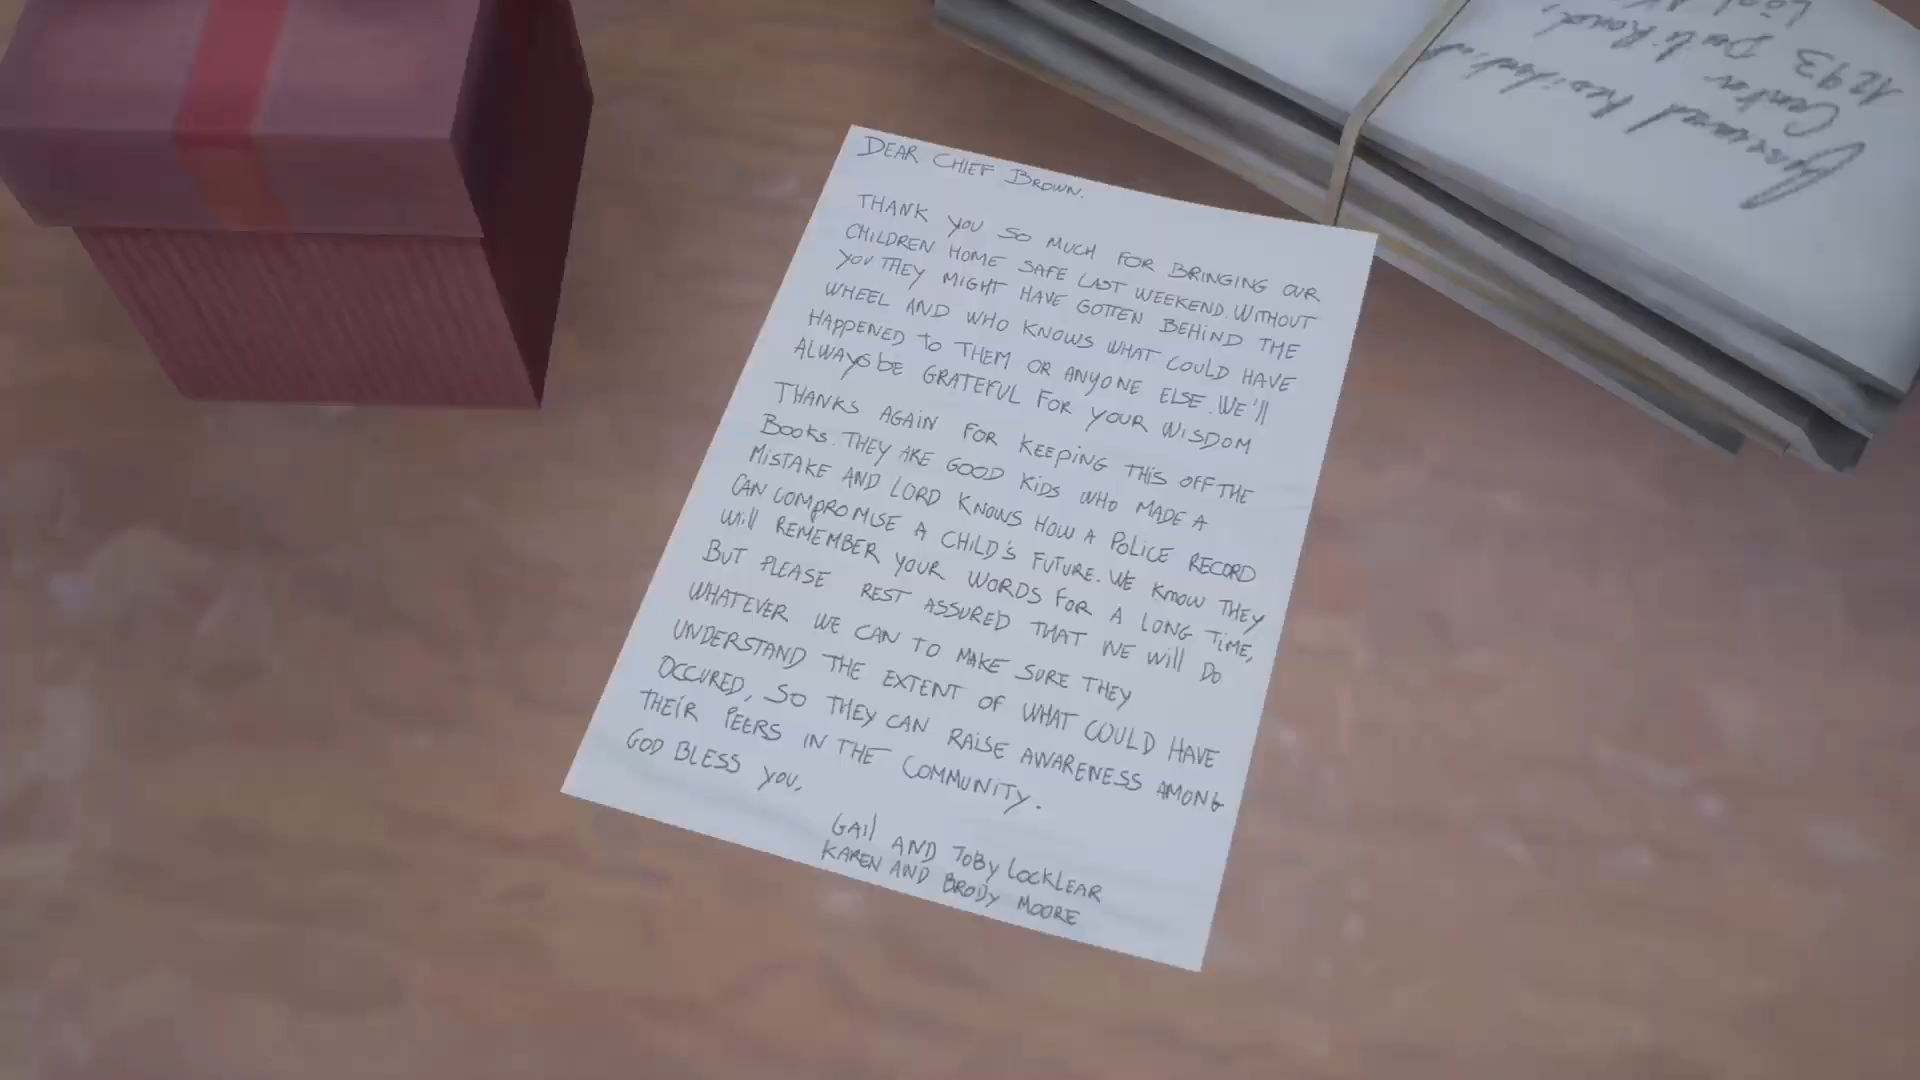 DEAR CHIEF BROWN.
THANK YOU SO MUCH FOR BRINGING OUR
CHILDREN HOME SAFE LAST WEEKEND. WITHOUT
YOU THEY MIGHT HAVE GOTTEN BEHIND THE
WHEEL AND WHO KNOWS WHAT COULD HAVE
HAPPENED TO THEM OR ANYONE ELSE. WE'll
ALWAYS bE GRATEFUL FOR YOUR WISDOM
THANKS AGAIN FOR KEEPING THIS OFF THE
BOOKS. THEY ARE GOOD KIDS WHO MADE A
MISTAKE AND LORD KNOWS HOW A POLICE RECORD
CAN COMPROMISE A CHILD'S FUTURE. WE KNOW THEY
Will REMEMBER YOUR WORDS FOR A LONG TIME,
BUT PLEASE REST ASSURED THAT WE Will DO
WHATEVER WE CAN TO MAKE SURE THEY
UNDERSTAND THE EXTENT OF WHAT COULD HAVE
OCCURED, SO THEY CAN RAISE AWARENESS AMONG
THEIR PEERS IN THE COMMUNITY.
GOD BLESS YOU,
GAil AND TOBY LOCKLEAR
KAREN AND BRODY MOORE
Center
1293
Road,